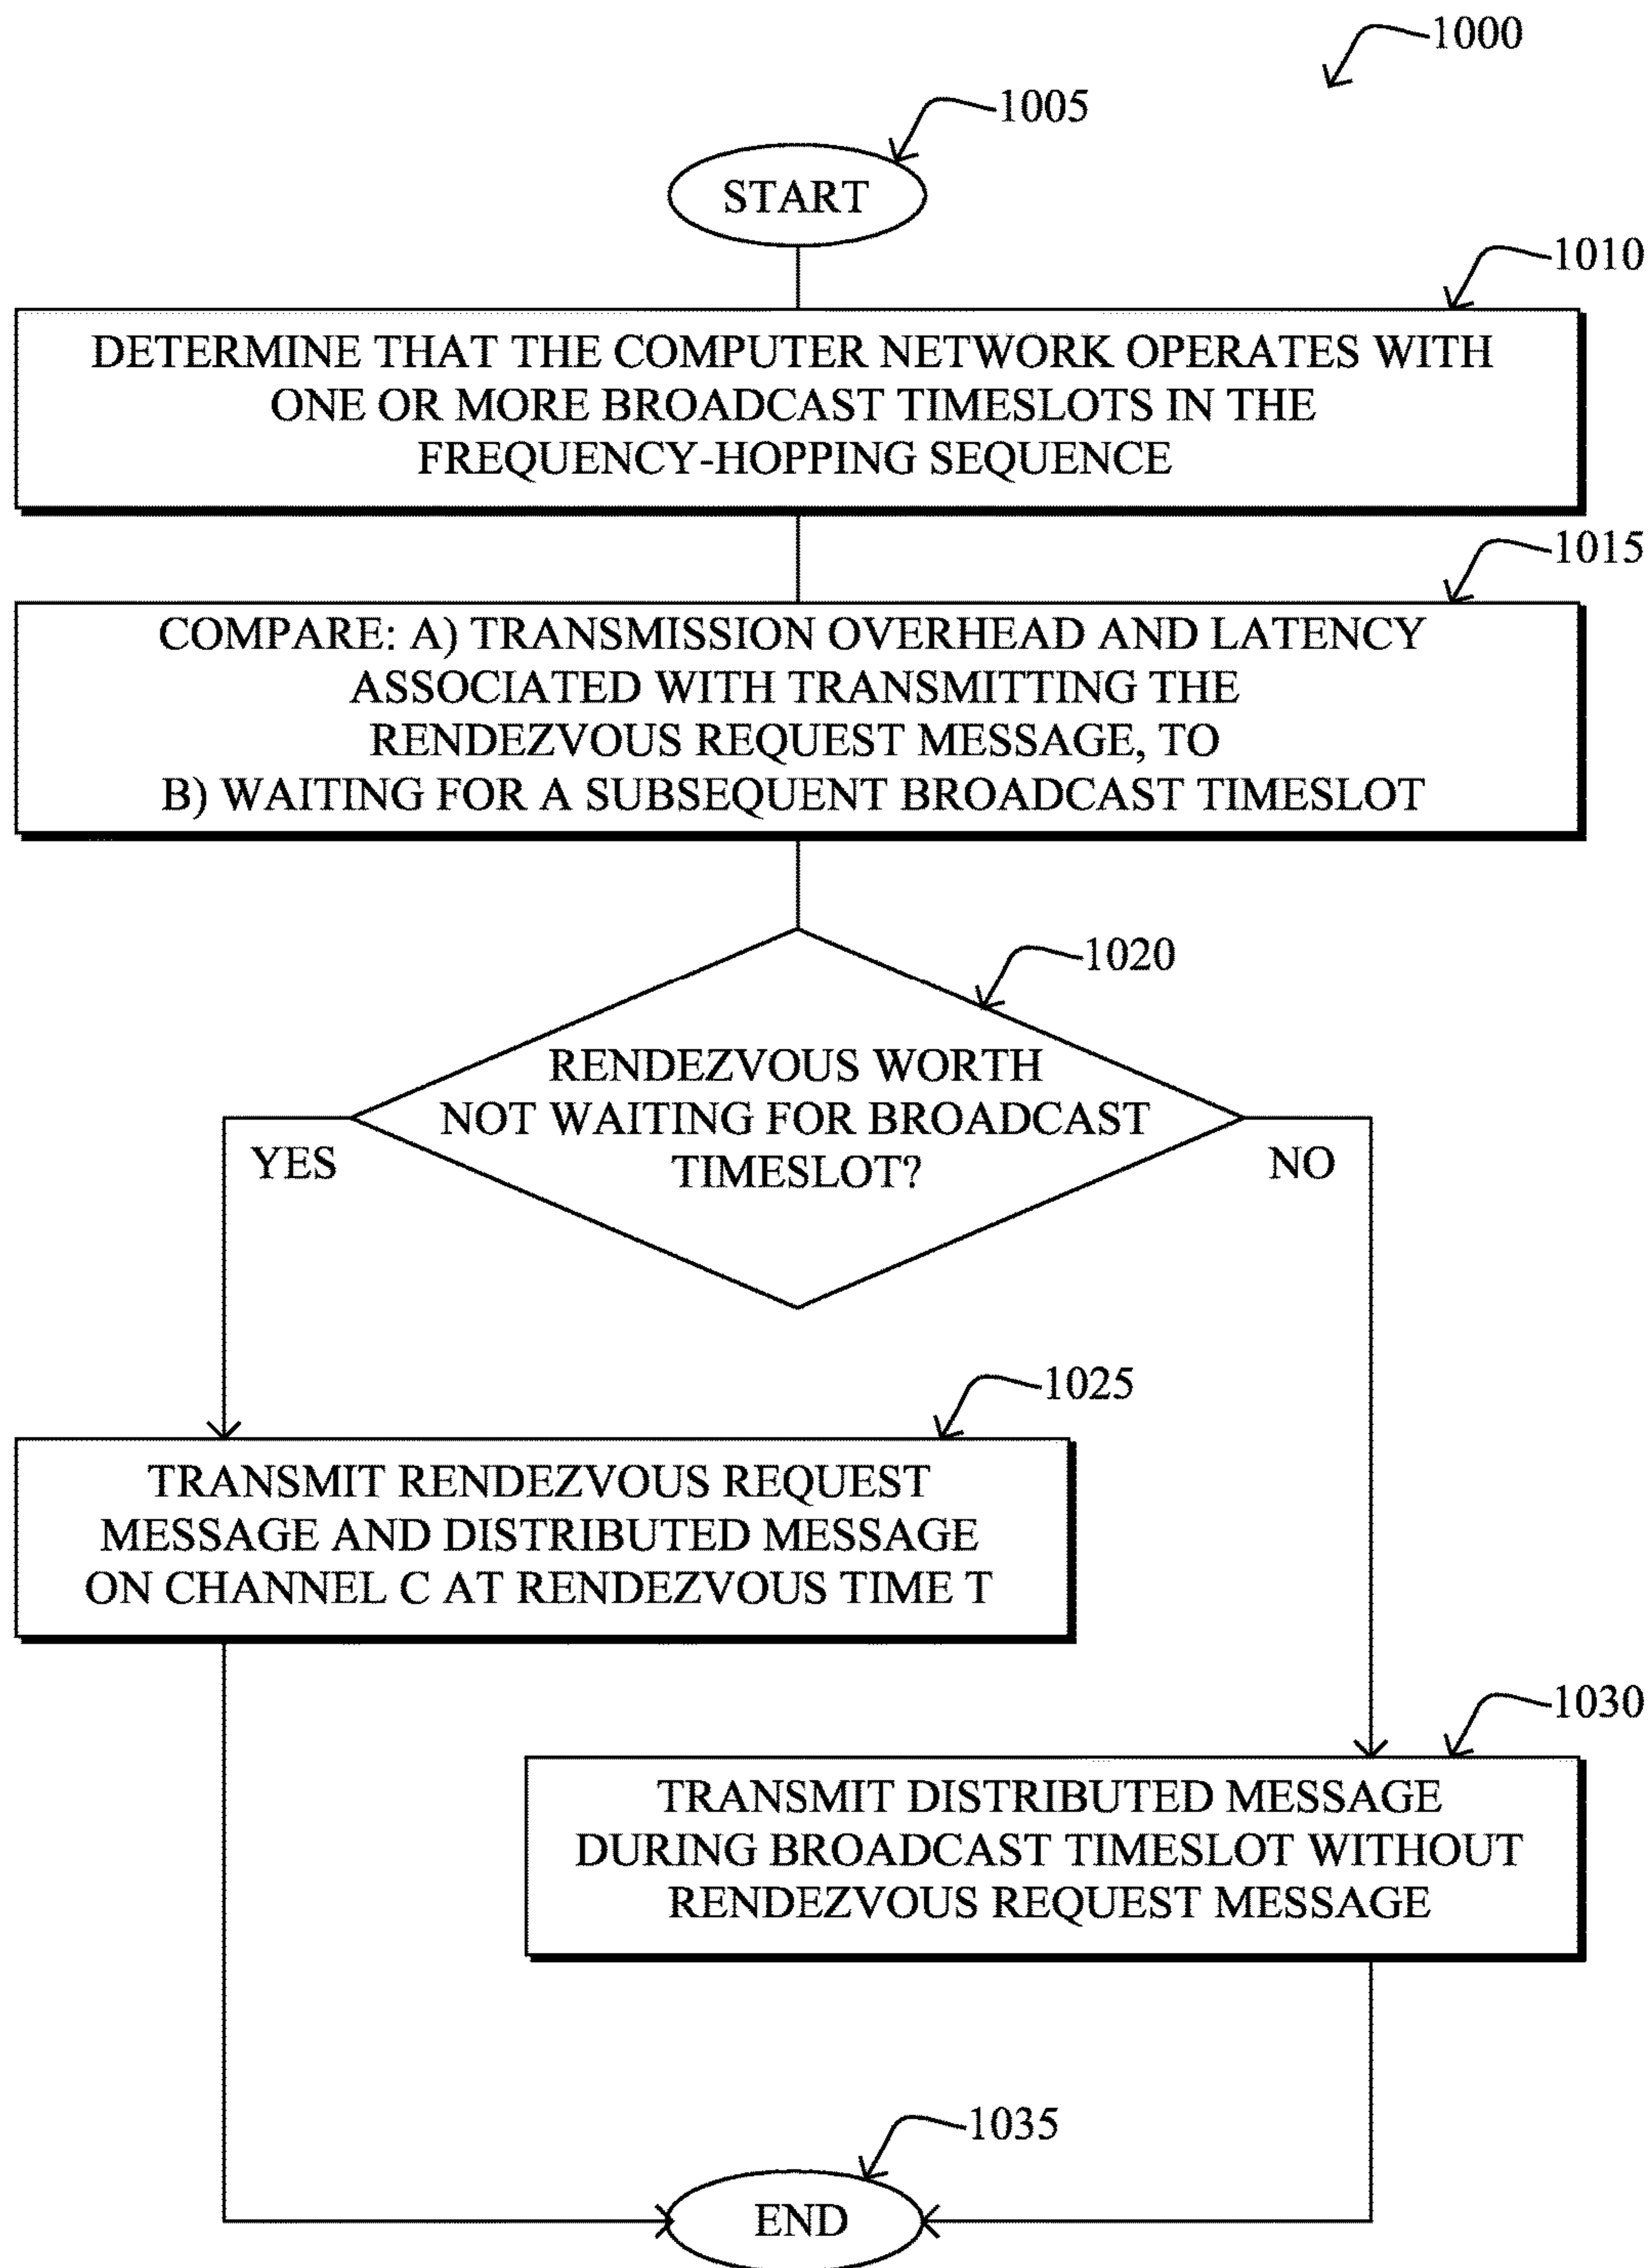 1000
1005
START
1010
DETERMINE THAT THE COMPUTER NETWORK OPERATES WITH
ONE OR MORE BROADCAST TIMESLOTS IN THE
FREQUENCY-HOPPING SEQUENCE
1015
COMPARE: A) TRANSMISSION OVERHEAD AND LATENCY
ASSOCIATED WITH TRANSMITTING THE
RENDEZVOUS REQUEST MESSAGE, TO
B) WAITING FOR A SUBSEQUENT BROADCAST TIMESLOT
1020
RENDEZVOUS WORTH
NOT WAITING FOR BROADCAST
TIMESLOT?
YES
NO
1025
TRANSMIT RENDEZVOUS REQUEST
MESSAGE AND DISTRIBUTED MESSAGE
ON CHANNEL C AT RENDEZVOUS TIME T
1030
TRANSMIT DISTRIBUTED MESSAGE
DURING BROADCAST TIMESLOT WITHOUT
RENDEZVOUS REQUEST MESSAGE
1035
END